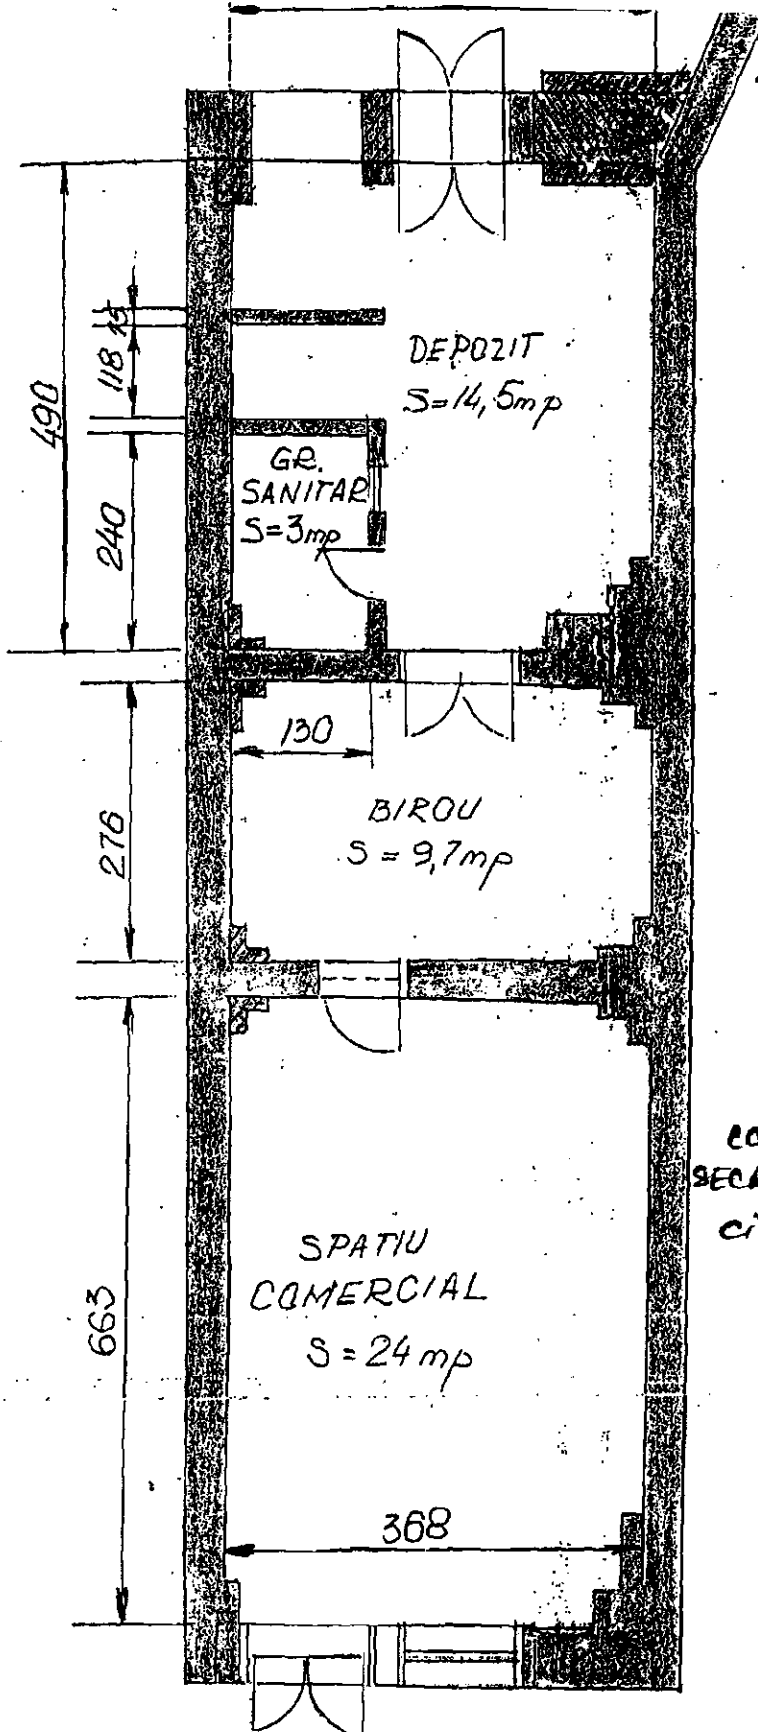 15
118
490
240
DEPOZIT
S=14,5mp
GR.
SANITAR
S=3mp
130
276
BIROU
S = 9,7mp
663
SPATIU
COMERCIAL
S = 24 mp
368